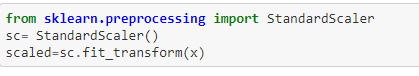 from sklearn.preprocessing import StandardScaler
sc= StandardScaler()
scaled=sc.fit_transform(x)